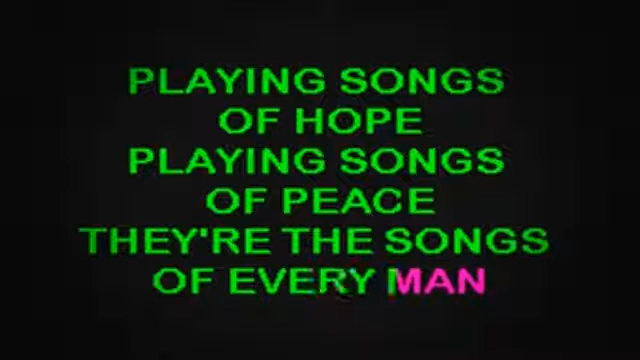 PLAYING SONGS
OF HOPE
PLAYING SONGS
OF PEACE
THEY'RE THE SONGS
OF EVERY MAN